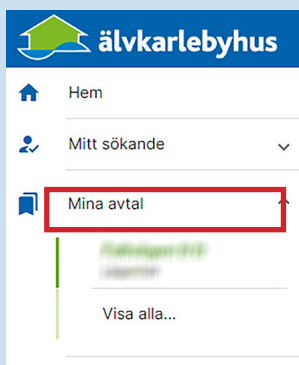 älvkarlebyhus
Hem
Mitt sökande
Mina avtal
Visa alla...